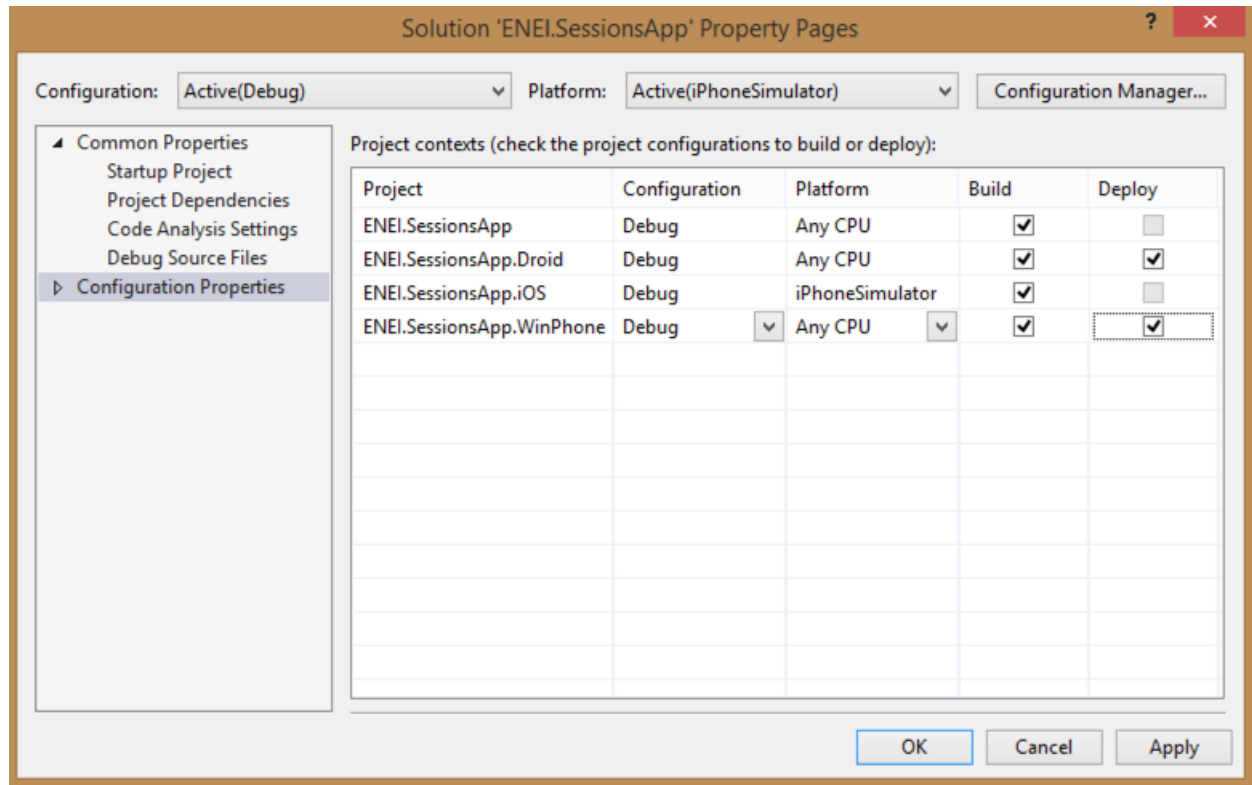 Solution 'ENEI.SessionsApp' Property Pages
?
×
Configuration: Active(Debug) Platform: Active(iPhoneSimulator) Configuration Manager...
Common Properties
Startup Project
Project Dependencies
Code Analysis Settings
Debug Source Files
Configuration Properties
Project contexts (check the project configurations to build or deploy):
Project Configuration Platform Build Deploy
ENEI.SessionsApp Debug Any CPU
ENEI.SessionsApp.Droid Debug Any CPU
ENEI.SessionsApp.iOS Debug iPhoneSimulator
ENEI.SessionsApp.WinPhone Debug Any CPU
OK Cancel Apply